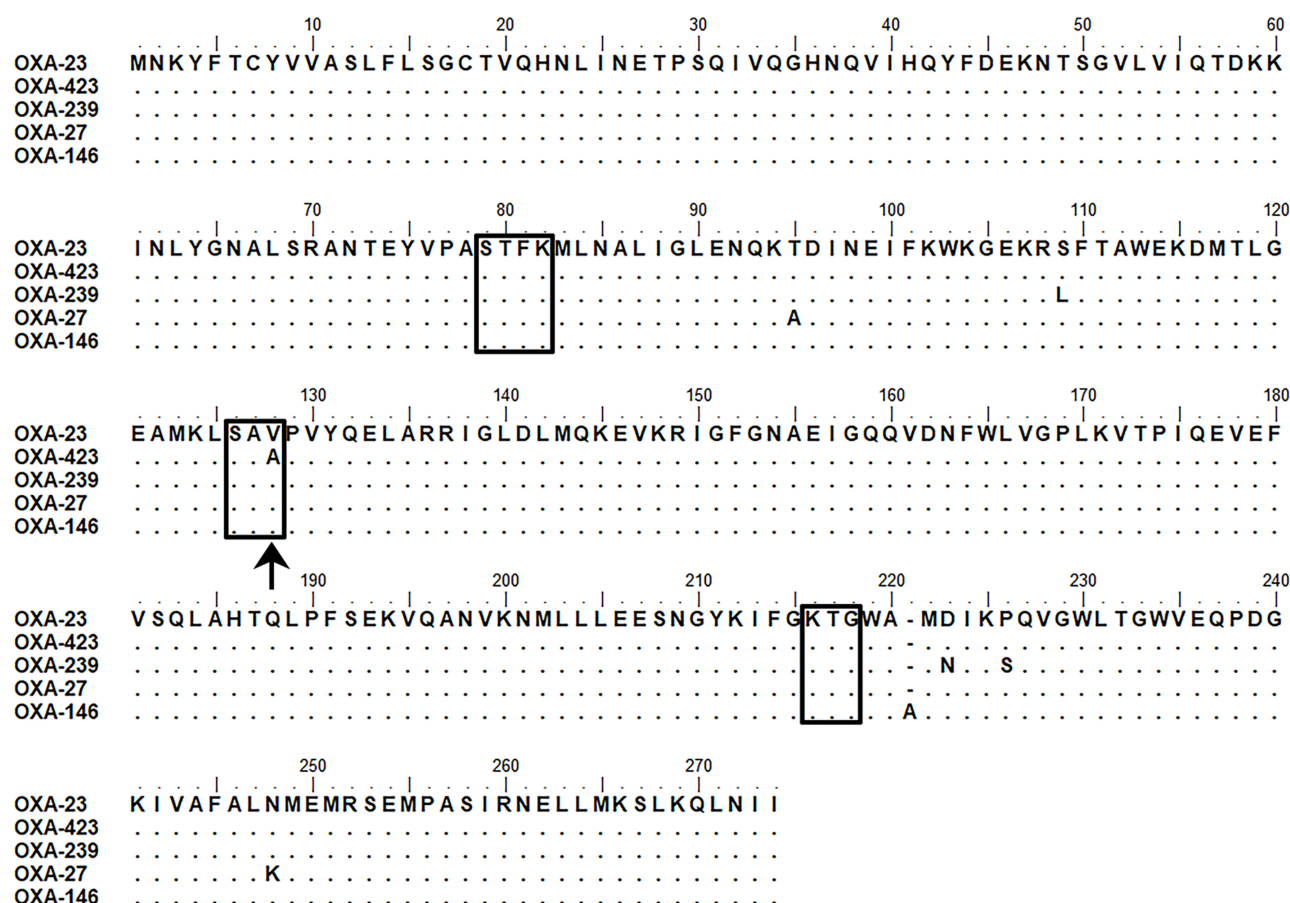 10 20 30 40 50 60
OXA-23 MNKYFTCYVVASLFLSGCTVQHNLINETPSQIVQGHNQVIHQYFDEKNTSGVLVIQTDKK
OXA-423 ............................................................
OXA-239 ............................................................
OXA-27 ............................................................
OXA-146 ............................................................
70 80 90 100 110 120
OXA-23 INLYGNALSRANTEYVPASTFKMLNALIGLENQKTDINEIFKWKGEKRSFTAWEKDMTLG
OXA-423 ............................................................
OXA-239 ................................................L...........
OXA-27 ..................................A.........................
OXA-146 ............................................................
130 140 150 160 170 180
OXA-23 EAMKLSAVPVYQELARRIGLDLMQKEVKRIGFGNAEIGQQVDNFWLVGPLKVTPIQEVEF
OXA-423 .......A....................................................
OXA-239 ............................................................
OXA-27 ............................................................
OXA-146 ............................................................
190 200 210 220 230 240
OXA-23 VSQLAHTQLPFSEKVQANVKNMLLLEESNGYKIFGKTGWA-MDIKPQVGWLTGWVEQPDG
OXA-423 ........................................-...................
OXA-239 ........................................-.N..S..............
OXA-27 ........................................-...................
OXA-146 ........................................A...................
250 260 270
OXA-23 KIVAFALNMEMRSEMPASIRNELLMKSLKQLNII
OXA-423 ..................................
OXA-239 ..................................
OXA-27 .......K..........................
OXA-146 ..................................